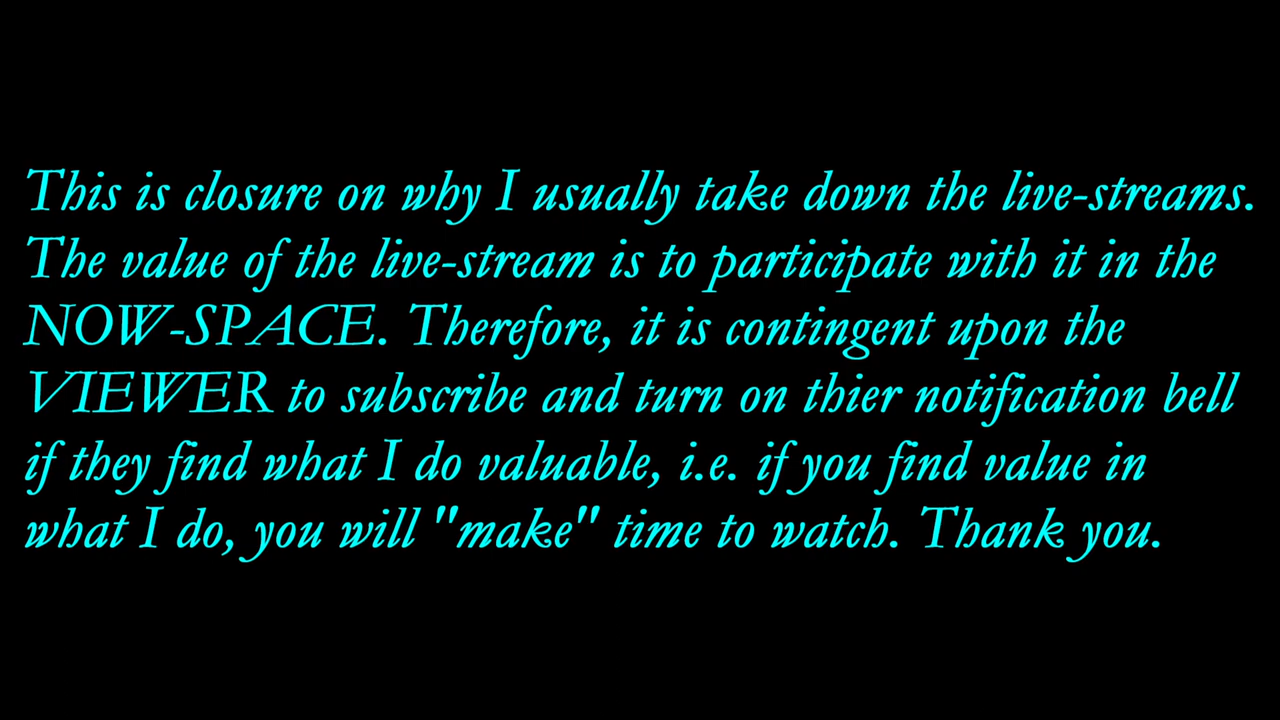 This is closure on why I usually take down the live-streams.
The value of the live-stream is to participate with it in the
NOW-SPACE. Therefore, it is contingent upon the
VIEWER to subscribe and turn on thier notification bell
if they find what I do valuable, i.e. if you find value in
what I do, you will "make" time to watch. Thank you.